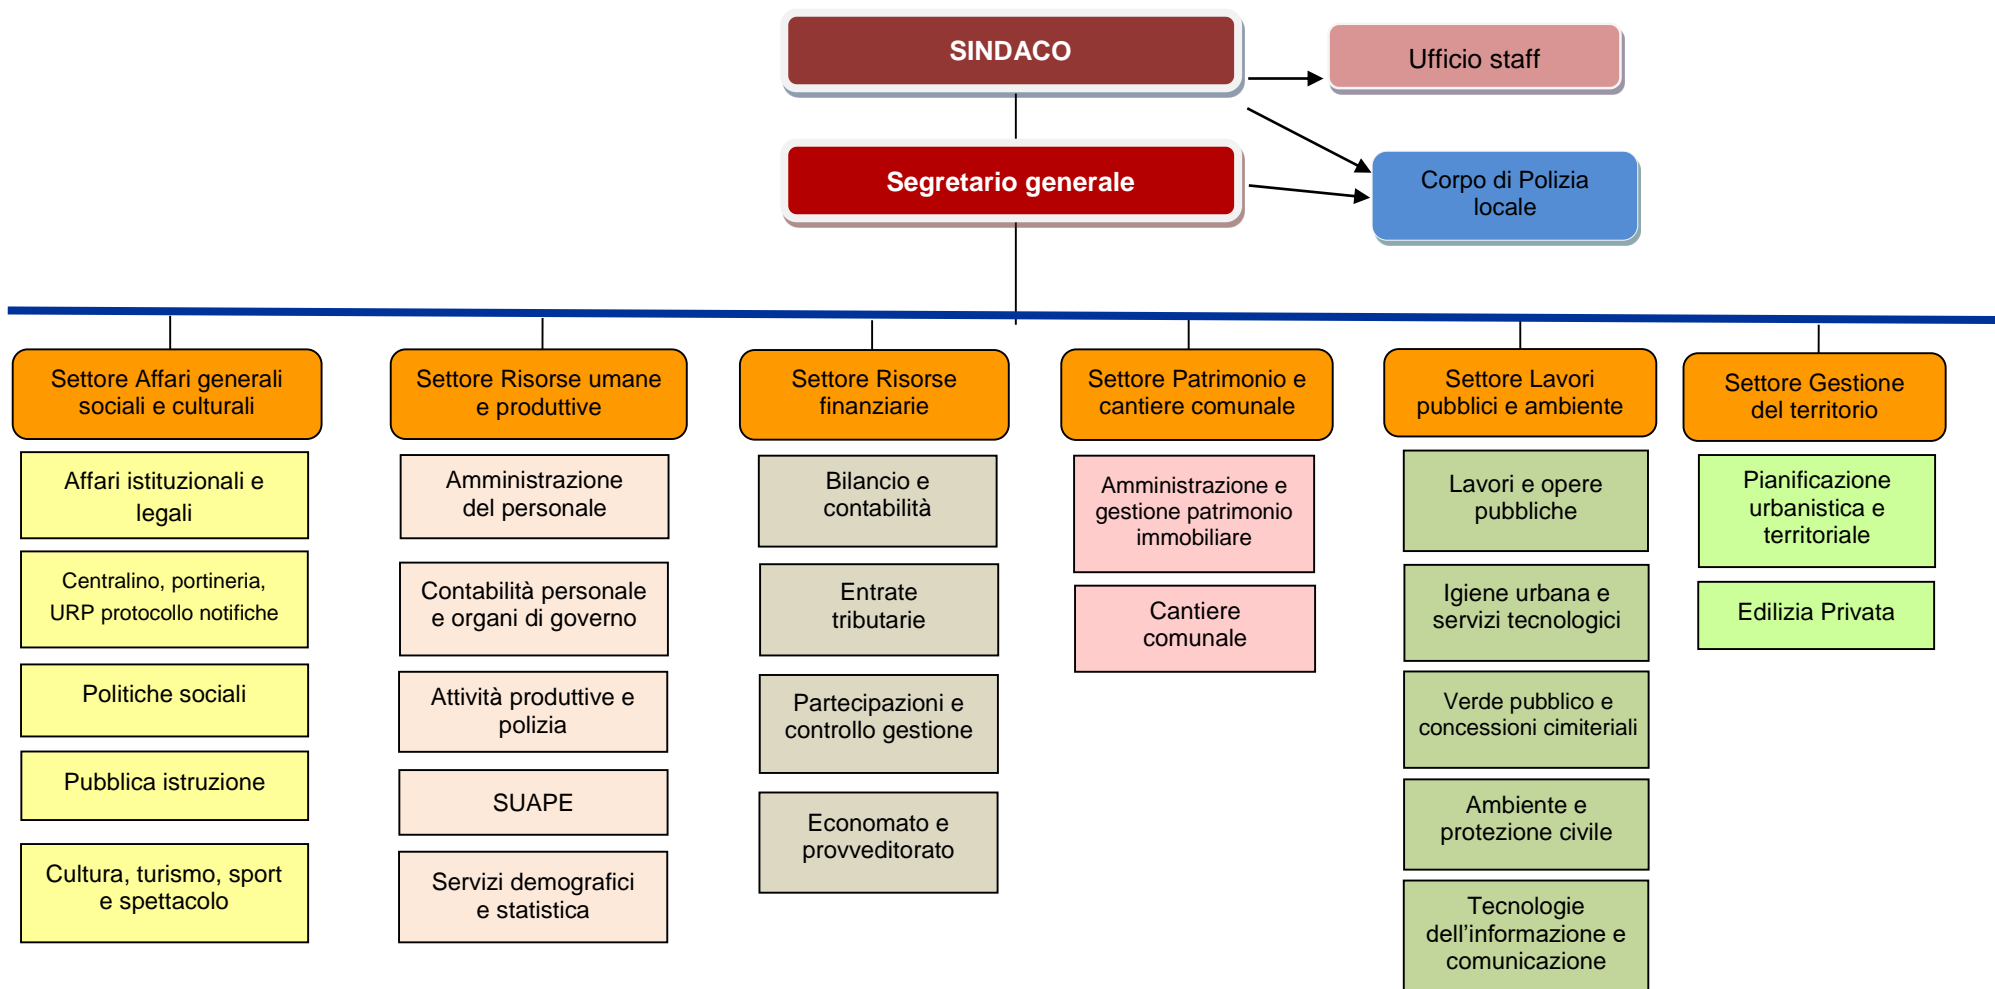 SINDACO
Ufficio staff
Segretario generale
Corpo di Polizia
locale
Settore Affari generali
sociali e culturali
Affari istituzionali e
legali
Centralino, portineria,
URP protocollo notifiche
Politiche sociali
Pubblica istruzione
Cultura, turismo, sport
e spettacolo
Settore Risorse umane
e produttive
Amministrazione
del personale
Contabilità personale
e organi di governo
Attività produttive e
polizia
SUAPE
Servizi demografici
e statistica
Settore Risorse
finanziarie
Bilancio e
contabilità
Entrate
tributarie
Partecipazioni e
controllo gestione
Economato e
provveditorato
Settore Patrimonio e
cantiere comunale
Amministrazione e
gestione patrimonio
immobiliare
Cantiere
comunale
Settore Lavori
pubblici e ambiente
Lavori e opere
pubbliche
Igiene urbana e
servizi tecnologici
Verde pubblico e
concessioni cimiteriali
Ambiente e
protezione civile
Tecnologie
dell’informazione e
comunicazione
Settore Gestione
del territorio
Pianificazione
urbanistica e
territoriale
Edilizia Privata